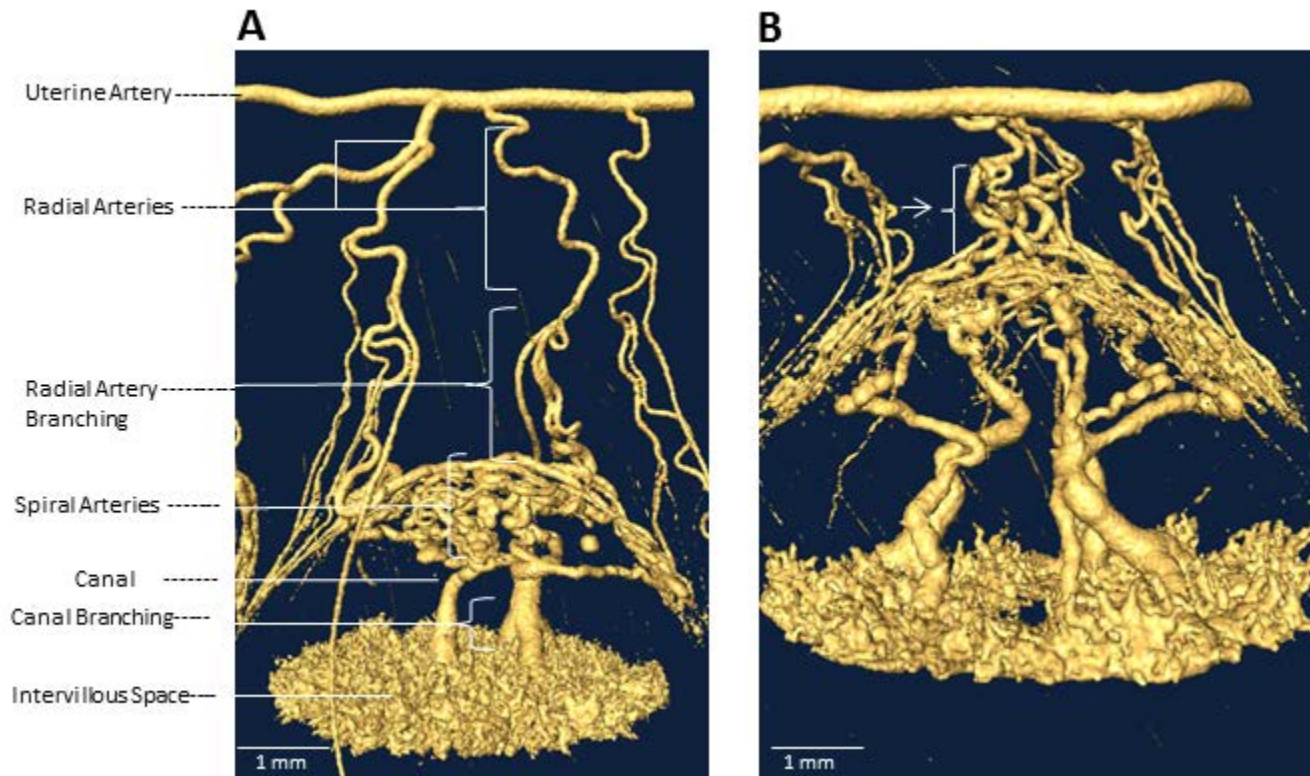 A
B
Uterine Artery
Radial Arteries
Radial Artery
Branching
Spiral Arteries
Canal
Canal Branching
Intervillous Space
1 mm
1 mm